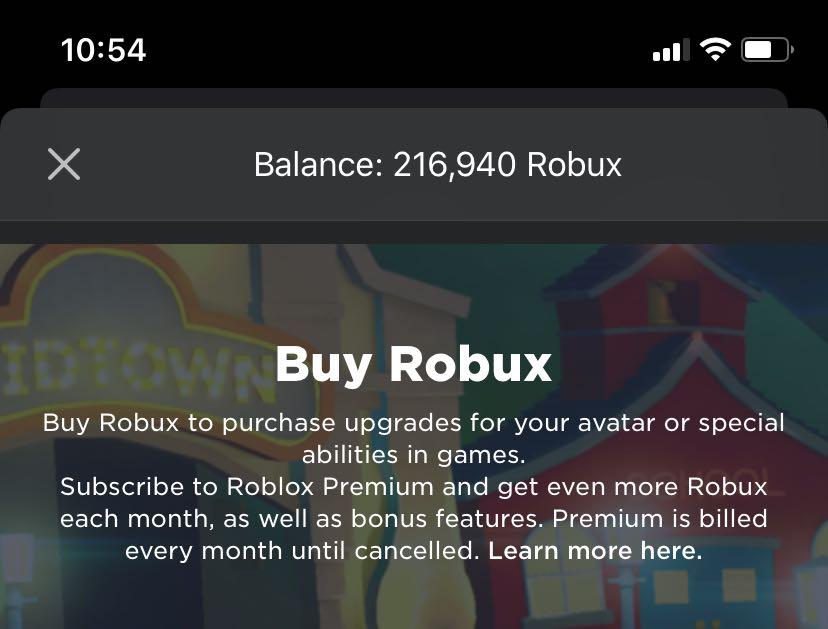 10:54
Balance: 216,940 Robux
IDTOWN
Buy Robux
Buy Robux to purchase upgrades for your avatar or special
abilities in games.
Subscribe to Roblox Premium and get even more Robux
each month, as well as bonus features. Premium is billed
every month until cancelled. Learn more here.